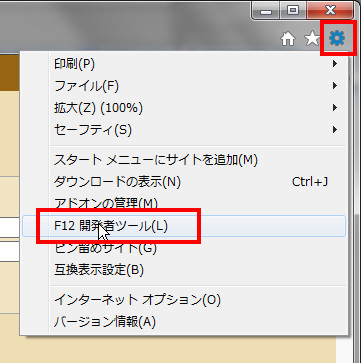 印刷(P)
ファイル(F)
拡大(Z) (100%)
セーフティ(S)
スタート メニューにサイトを追加(M)
ダウンロードの表示(N) Ctrl+J
アドオンの管理(M)
F12 開発者ツール(L)
ピン留めサイト(G)
互換表示設定(B)
インターネット オプション(O)
バージョン情報(A)